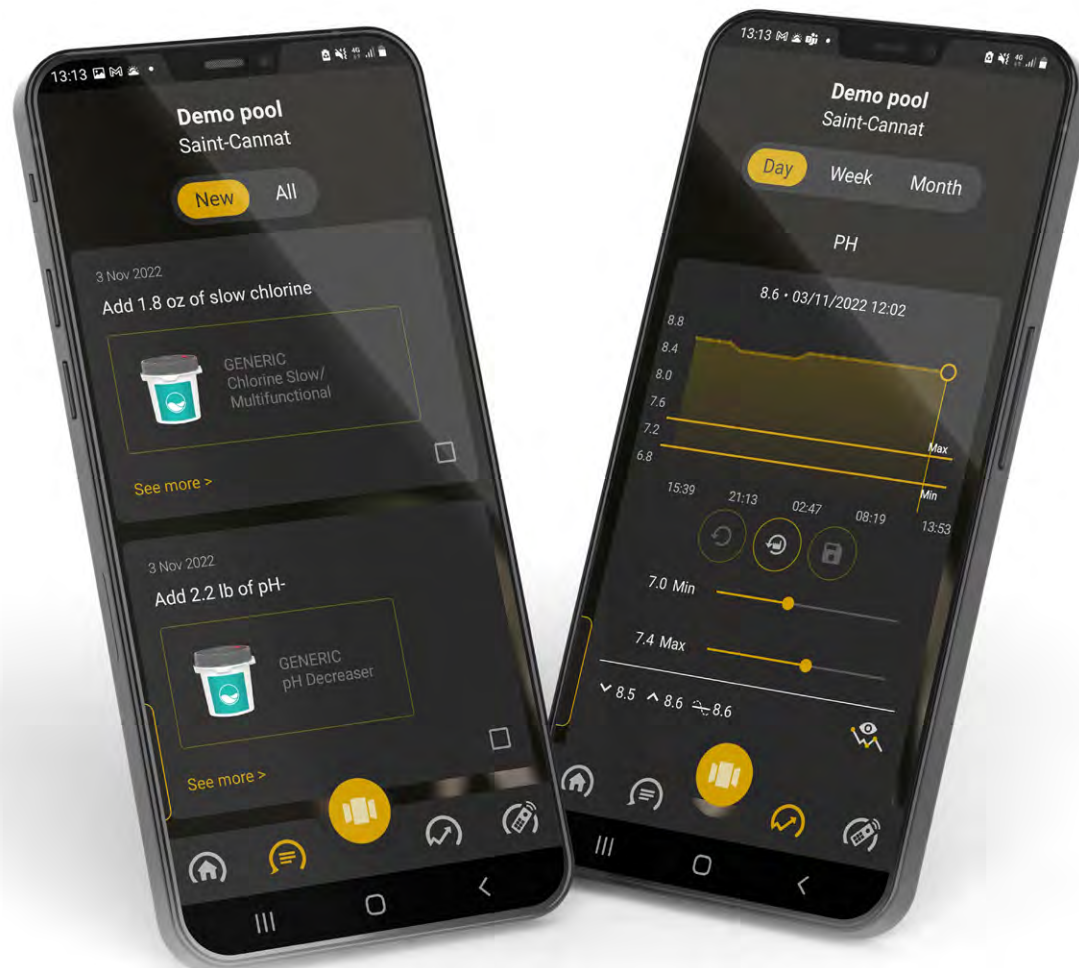 13:13
4G
Demo pool
Saint-Cannat
New All
3 Nov 2022
Add 1.8 oz of slow chlorine
GENERIC
Chlorine Slow/
Multifunctional
See more >
3 Nov 2022
Add 2.2 lb of pH-
GENERIC
pH Decreaser
See more >
13:13
4G
Demo pool
Saint-Cannat
Day Week Month
PH
8.6 • 03/11/2022 12:02
8.8
8.4
8.0
7.6
7.2
6.8
Max
Min
15:39 21:13 02:47 08:19 13:53
7.0 Min
7.4 Max
8.5 8.6 8.6